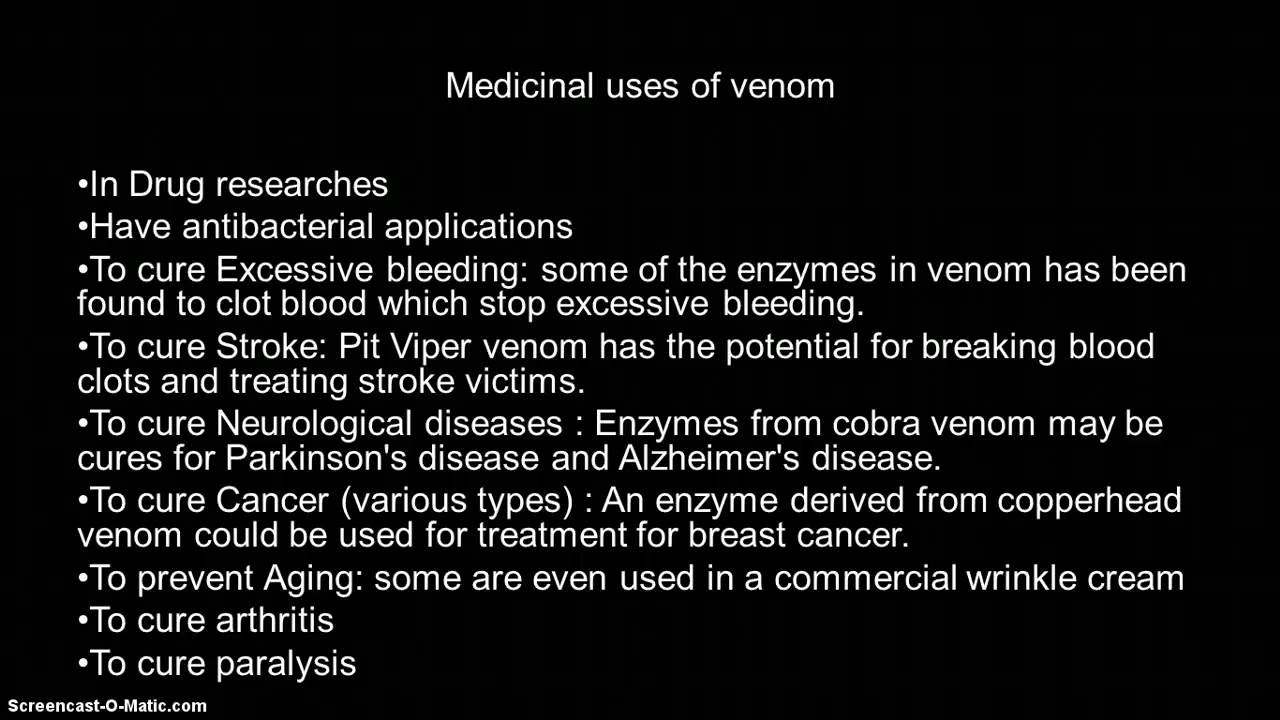 Medicinal uses of venom
•In Drug researches
•Have antibacterial applications
•To cure Excessive bleeding: some of the enzymes in venom has been
found to clot blood which stop excessive bleeding.
•To cure Stroke: Pit Viper venom has the potential for breaking blood
clots and treating stroke victims.
•To cure Neurological diseases : Enzymes from cobra venom may be
cures for Parkinson's disease and Alzheimer's disease.
•To cure Cancer (various types) : An enzyme derived from copperhead
venom could be used for treatment for breast cancer.
•To prevent Aging: some are even used in a commercial wrinkle cream
•To cure arthritis
•To cure paralysis
Screencast-O-Matic.com